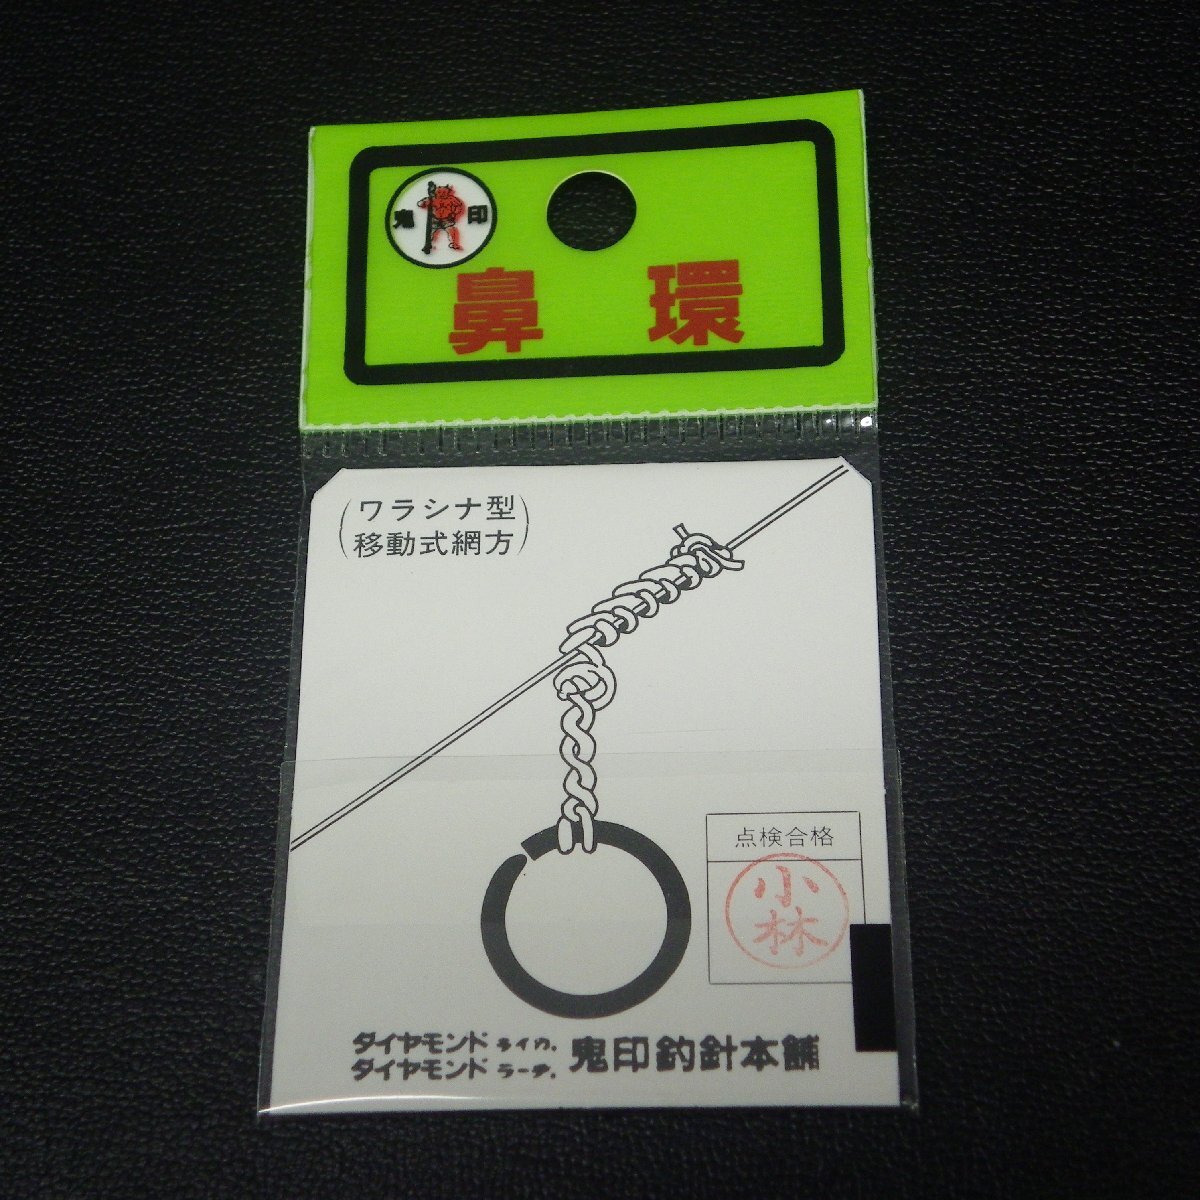 鬼 印
鼻 環
(ワラシナ型
移動式網方)
点検合格
小林
ダイヤモンド
ダイヤモンド
鬼印釣針本舗